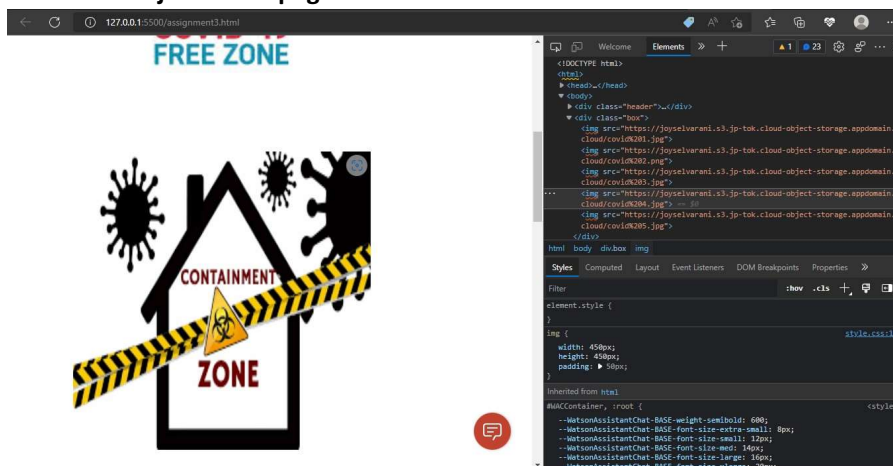 127.0.0.1:5500/assignment3.html
FREE ZONE
CONTAINMENT
ZONE
Welcome
Elements
1
23
<!DOCTYPE html>
<html>
<head>…</head>
<body>
<div class="header">…</div>
<div class="box">
<img src="https://joyselvarani.s3.jp-tok.cloud-object-storage.appdomain.
cloud/covid%201.jpg">
<img src="https://joyselvarani.s3.jp-tok.cloud-object-storage.appdomain.
cloud/covid%202.png">
<img src="https://joyselvarani.s3.jp-tok.cloud-object-storage.appdomain.
cloud/covid%203.jpg">
<img src="https://joyselvarani.s3.jp-tok.cloud-object-storage.appdomain.
cloud/covid%204.jpg"> == $0
<img src="https://joyselvarani.s3.jp-tok.cloud-object-storage.appdomain.
cloud/covid%205.jpg">
</div>
html body div.box img
Styles Computed Layout Event Listeners DOM Breakpoints Properties
Filter :hov .cls
element.style {
}
img { style.css:1
width: 450px;
height: 450px;
padding: 50px;
}
Inherited from html
#WACContainer, :root { <style
--WatsonAssistantChat-BASE-weight-semibold: 600;
--WatsonAssistantChat-BASE-font-size-extra-small: 8px;
--WatsonAssistantChat-BASE-font-size-small: 12px;
--WatsonAssistantChat-BASE-font-size-med: 14px;
--WatsonAssistantChat-BASE-font-size-large: 16px;